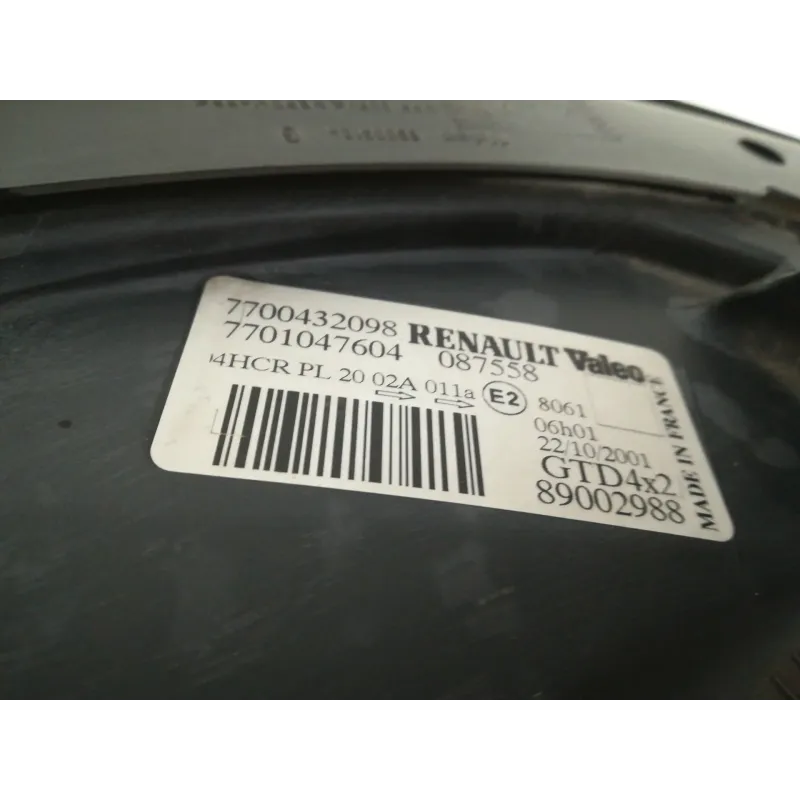 7700432098 RENAULT Valeo
7701047604 087558
4HCR PL 20 02A 011a E2 8061
06h01
22/10/2001
GTD4x2
89002988
MADE IN FRANCE